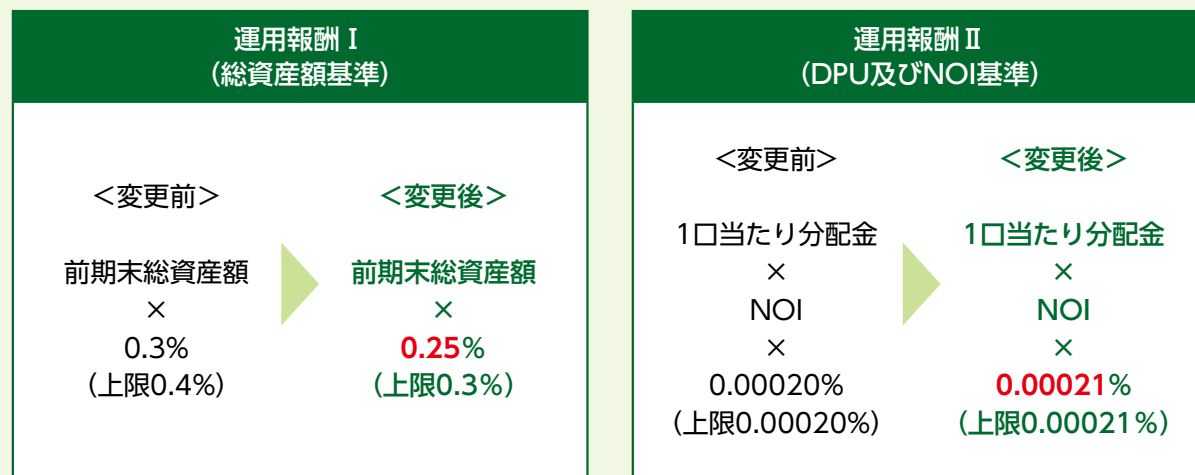 運用報酬Ⅰ
(総資産額基準)
＜変更前＞
前期末総資産額
×
0.3%
(上限0.4%)
＜変更後＞
前期末総資産額
×
0.25%
(上限0.3%)
運用報酬Ⅱ
(DPU及びNOI基準)
＜変更前＞
1口当たり分配金
×
NOI
×
0.00020%
(上限0.00020%)
＜変更後＞
1口当たり分配金
×
NOI
×
0.00021%
(上限0.00021%)